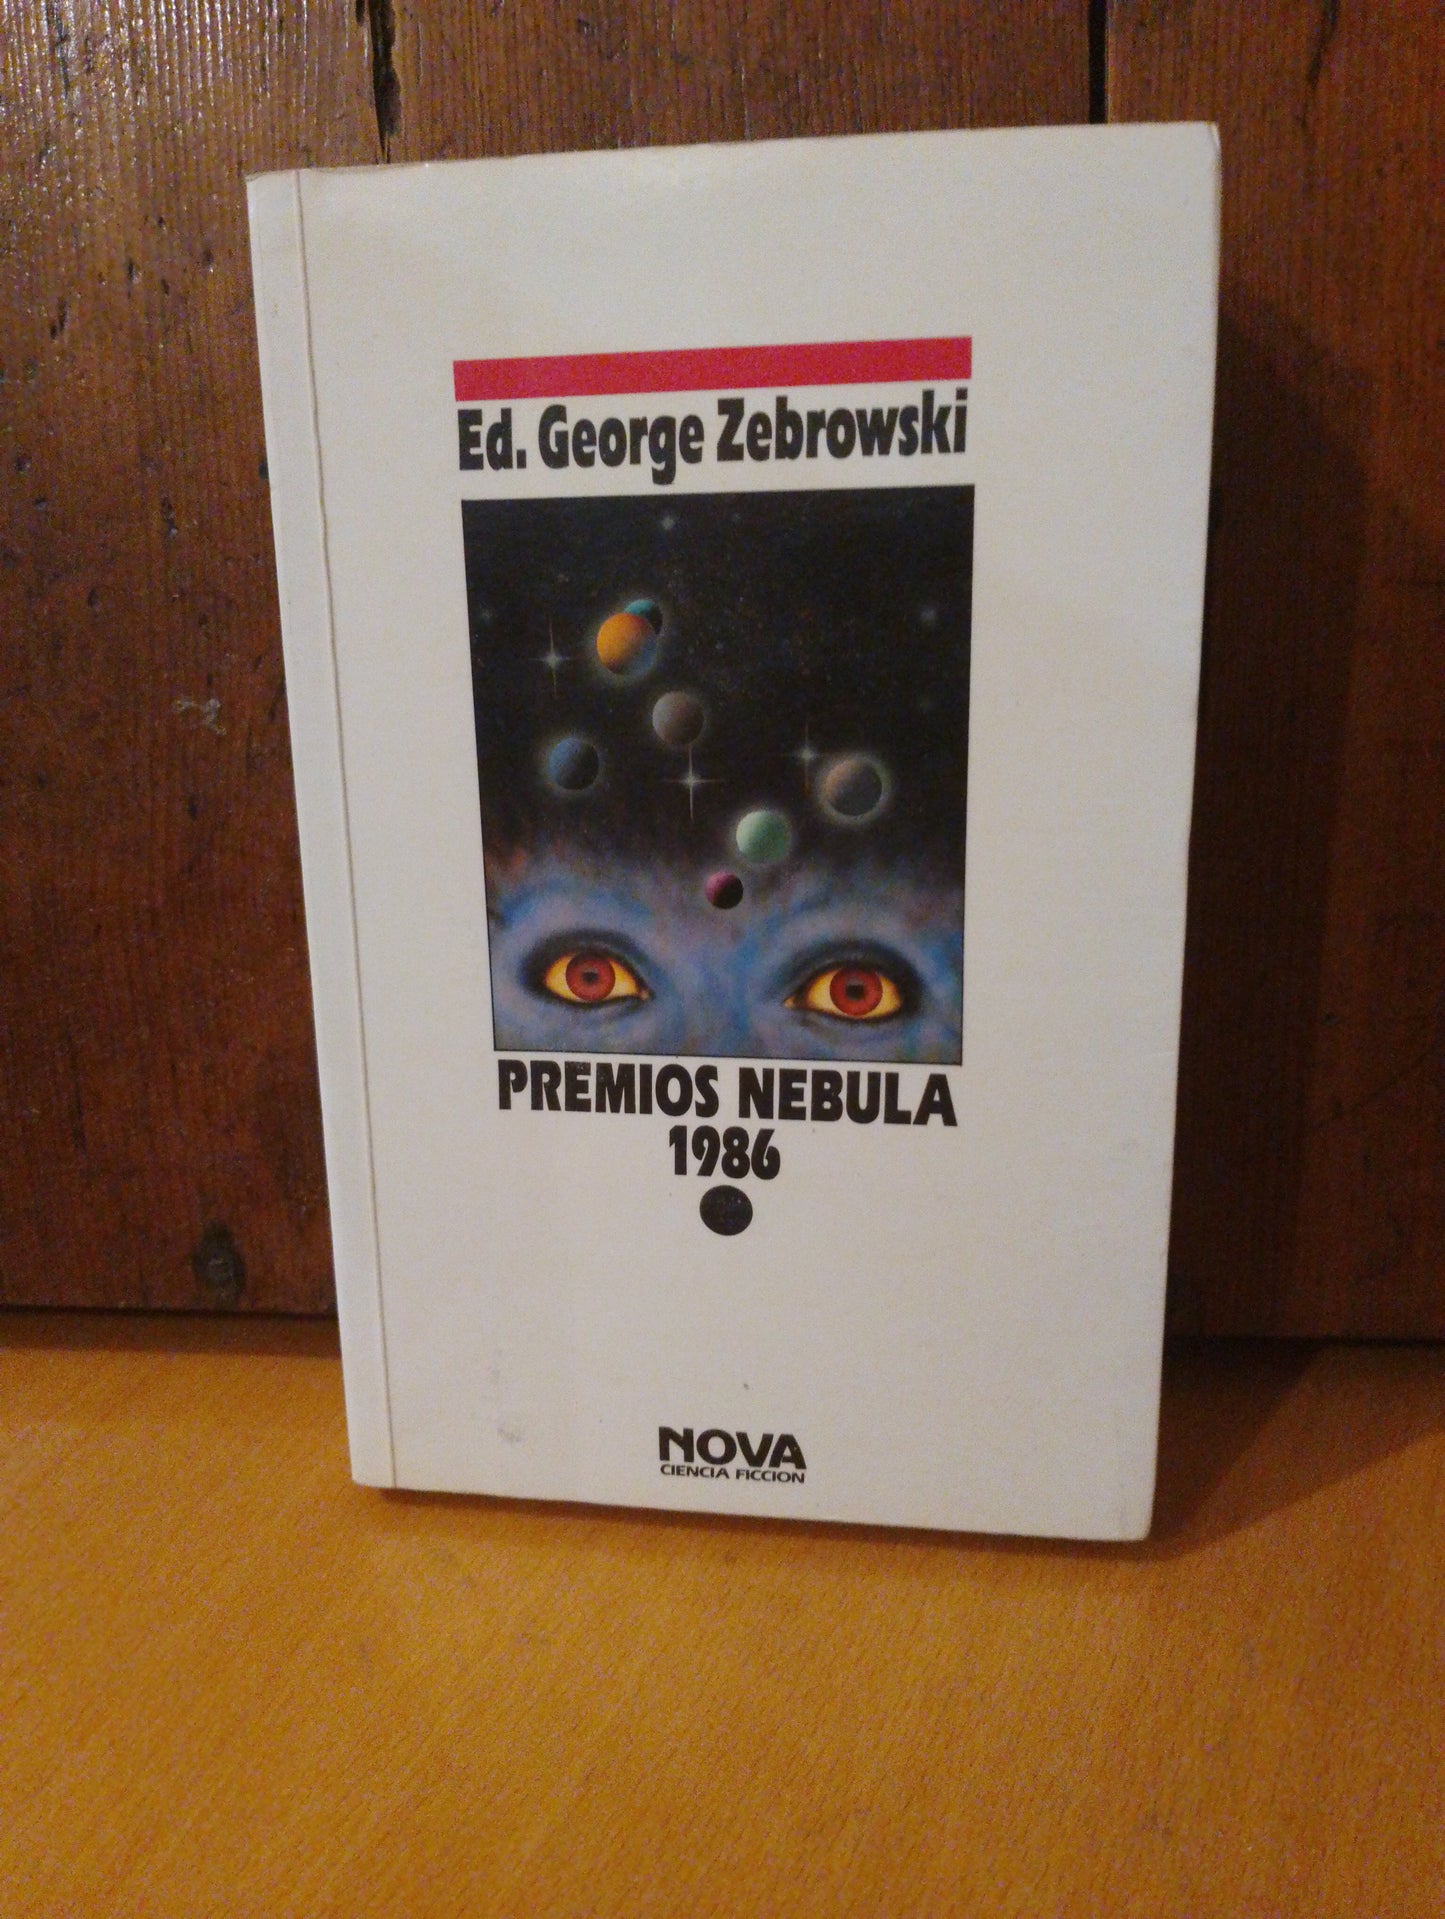 Ed. George Zebrowski
PREMIOS NEBULA
1986
NOVA
CIENCIA FICCION